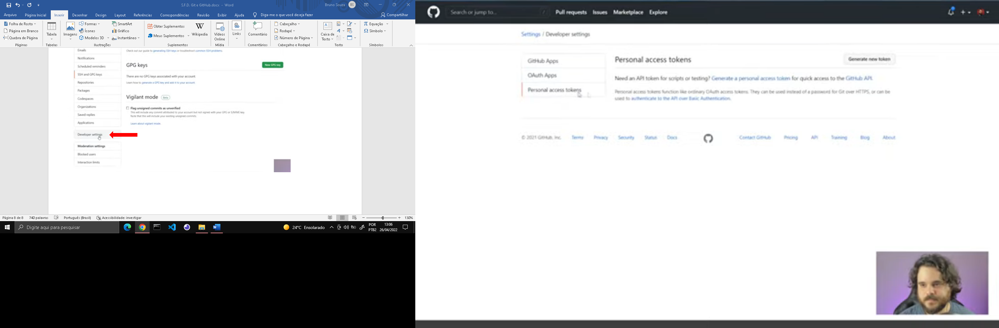 S.F.D. Git e GitHub.docx - Word
Bruno Souza
BS
Arquivo Página Inicial Inserir Desenhar Design Layout Referências Correspondências Revisão Exibir Ajuda Diga-me o que você deseja fazer Compartilhar
Folha de Rosto
Página em Branco
Quebra de Página
Páginas
Tabela
Tabelas
Imagens
Formas
Ícones
Modelos 3D
SmartArt
Gráfico
Instantâneo
Ilustrações
Obter Suplementos
Meus Suplementos
Wikipedia
Suplementos
Vídeos
Online
Mídia
Links
Comentário
Comentários
Cabeçalho
Rodapé
Número de Página
Cabeçalho e Rodapé
Caixa de
Texto
Texto
Equação
Símbolo
Símbolos
Emails
Notifications
Scheduled reminders
SSH and GPG keys
Repositories
Packages
Codespaces
Organizations
Saved replies
Applications
Developer settings
Moderation settings
Blocked users
Interaction limits
Check out our guide to generating SSH keys or troubleshoot common SSH problems.
GPG keys
New GPG key
There are no GPG keys associated with your account.
Learn how to generate a GPG key and add it to your account
Vigilant mode Beta
Flag unsigned commits as unverified
This will include any commit attributed to your account but not signed with your GPG or S/MIME key.
Note that this will include your existing unsigned commits.
Learn about vigilant mode.
Página 8 de 8 740 palavras Português (Brasil) Acessibilidade: investigar
130%
Digite aqui para pesquisar
24°C Ensolarado
POR
PTB2
13:06
26/04/2022
Search or jump to...
/
Pull requests Issues Marketplace Explore
Settings / Developer settings
GitHub Apps
OAuth Apps
Personal access tokens
Personal access tokens
Generate new token
Need an API token for scripts or testing? Generate a personal access token for quick access to the GitHub API.
Personal access tokens function like ordinary OAuth access tokens. They can be used instead of a password for Git over HTTPS, or can be
used to authenticate to the API over Basic Authentication.
© 2021 GitHub, Inc. Terms Privacy Security Status Docs Contact GitHub Pricing API Training Blog About